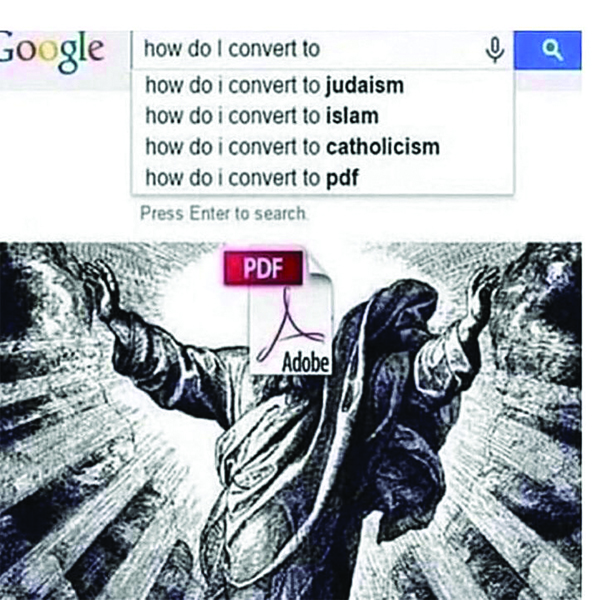 Google
how do I convert to
how do i convert to judaism
how do i convert to islam
how do i convert to catholicism
how do i convert to pdf
Press Enter to search.
PDF
Adobe